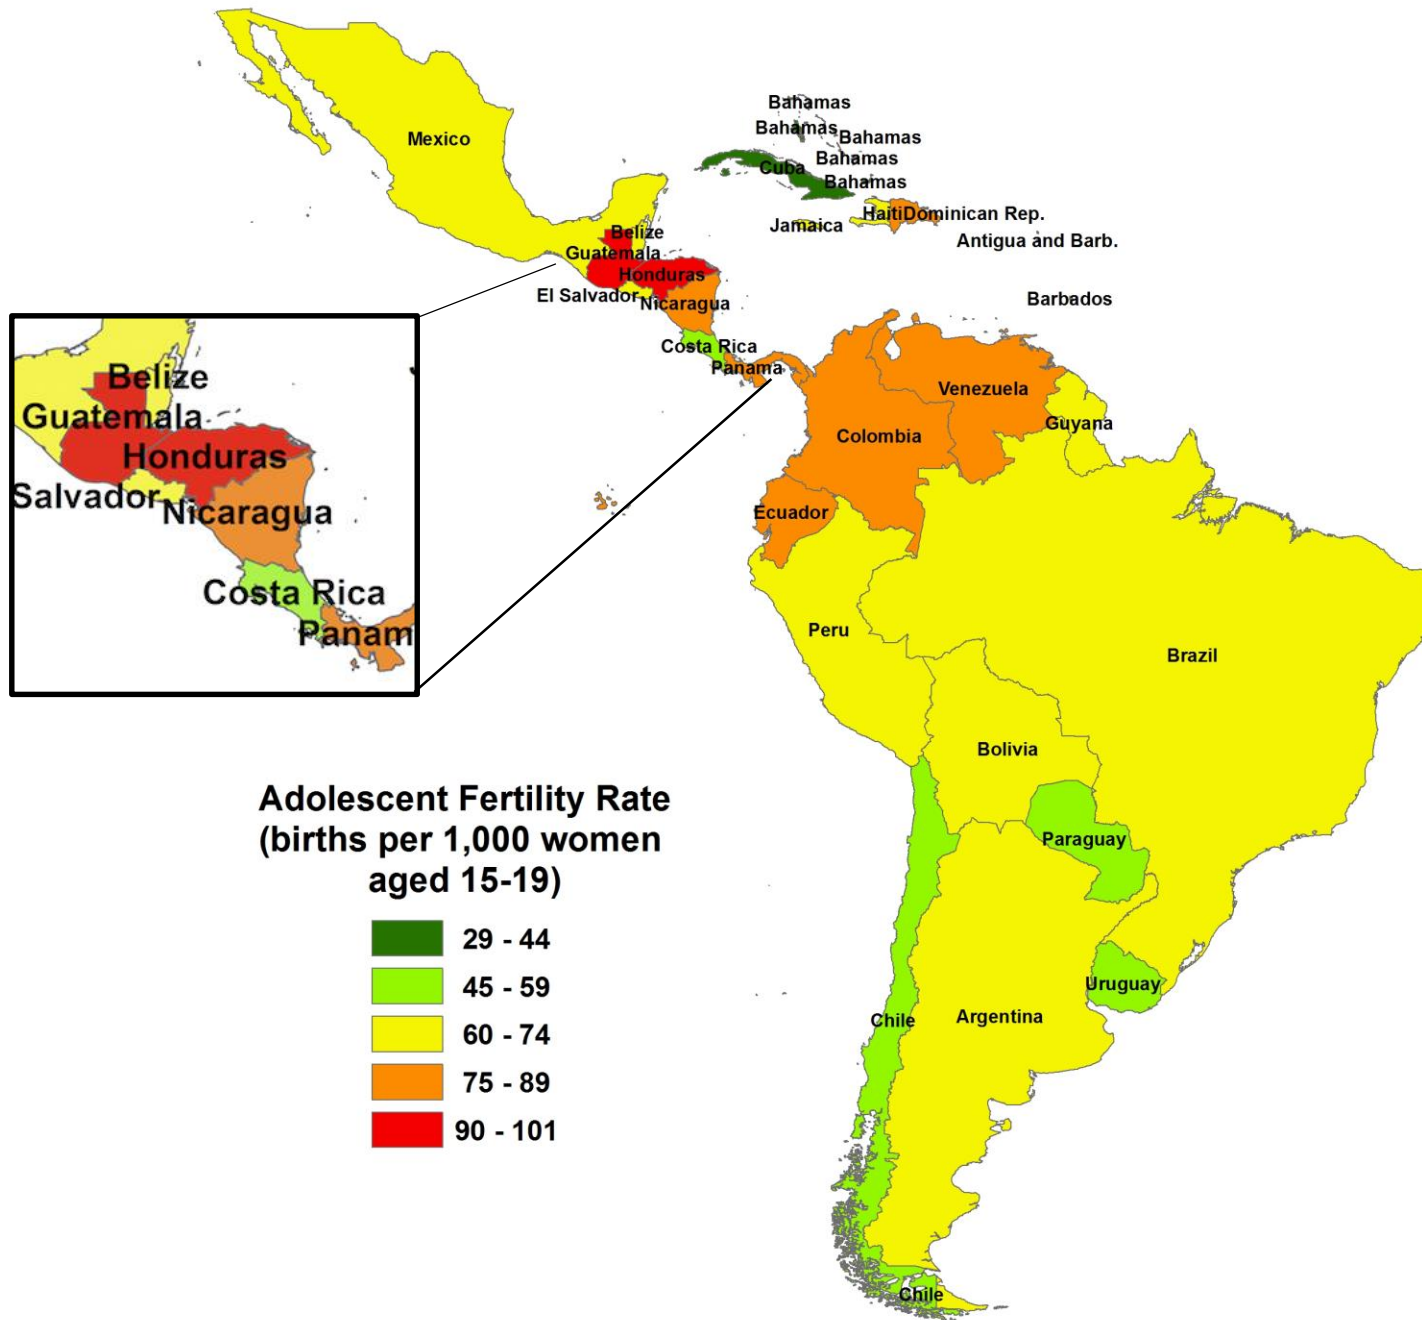 Mexico
Bahamas
Bahamas
Bahamas
Bahamas
Cuba
Bahamas
HaitiDominican Rep.
Jamaica
Antigua and Barb.
Belize
Guatemala
Honduras
El Salvador
Nicaragua
Barbados
Costa Rica
Panama
Venezuela
Colombia
Guyana
Ecuador
Peru
Brazil
Bolivia
Paraguay
Uruguay
Chile
Argentina
Chile
Belize
Guatemala
Honduras
Salvador
Nicaragua
Costa Rica
Panam
Adolescent Fertility Rate
(births per 1,000 women
aged 15-19)
29 - 44
45 - 59
60 - 74
75 - 89
90 - 101